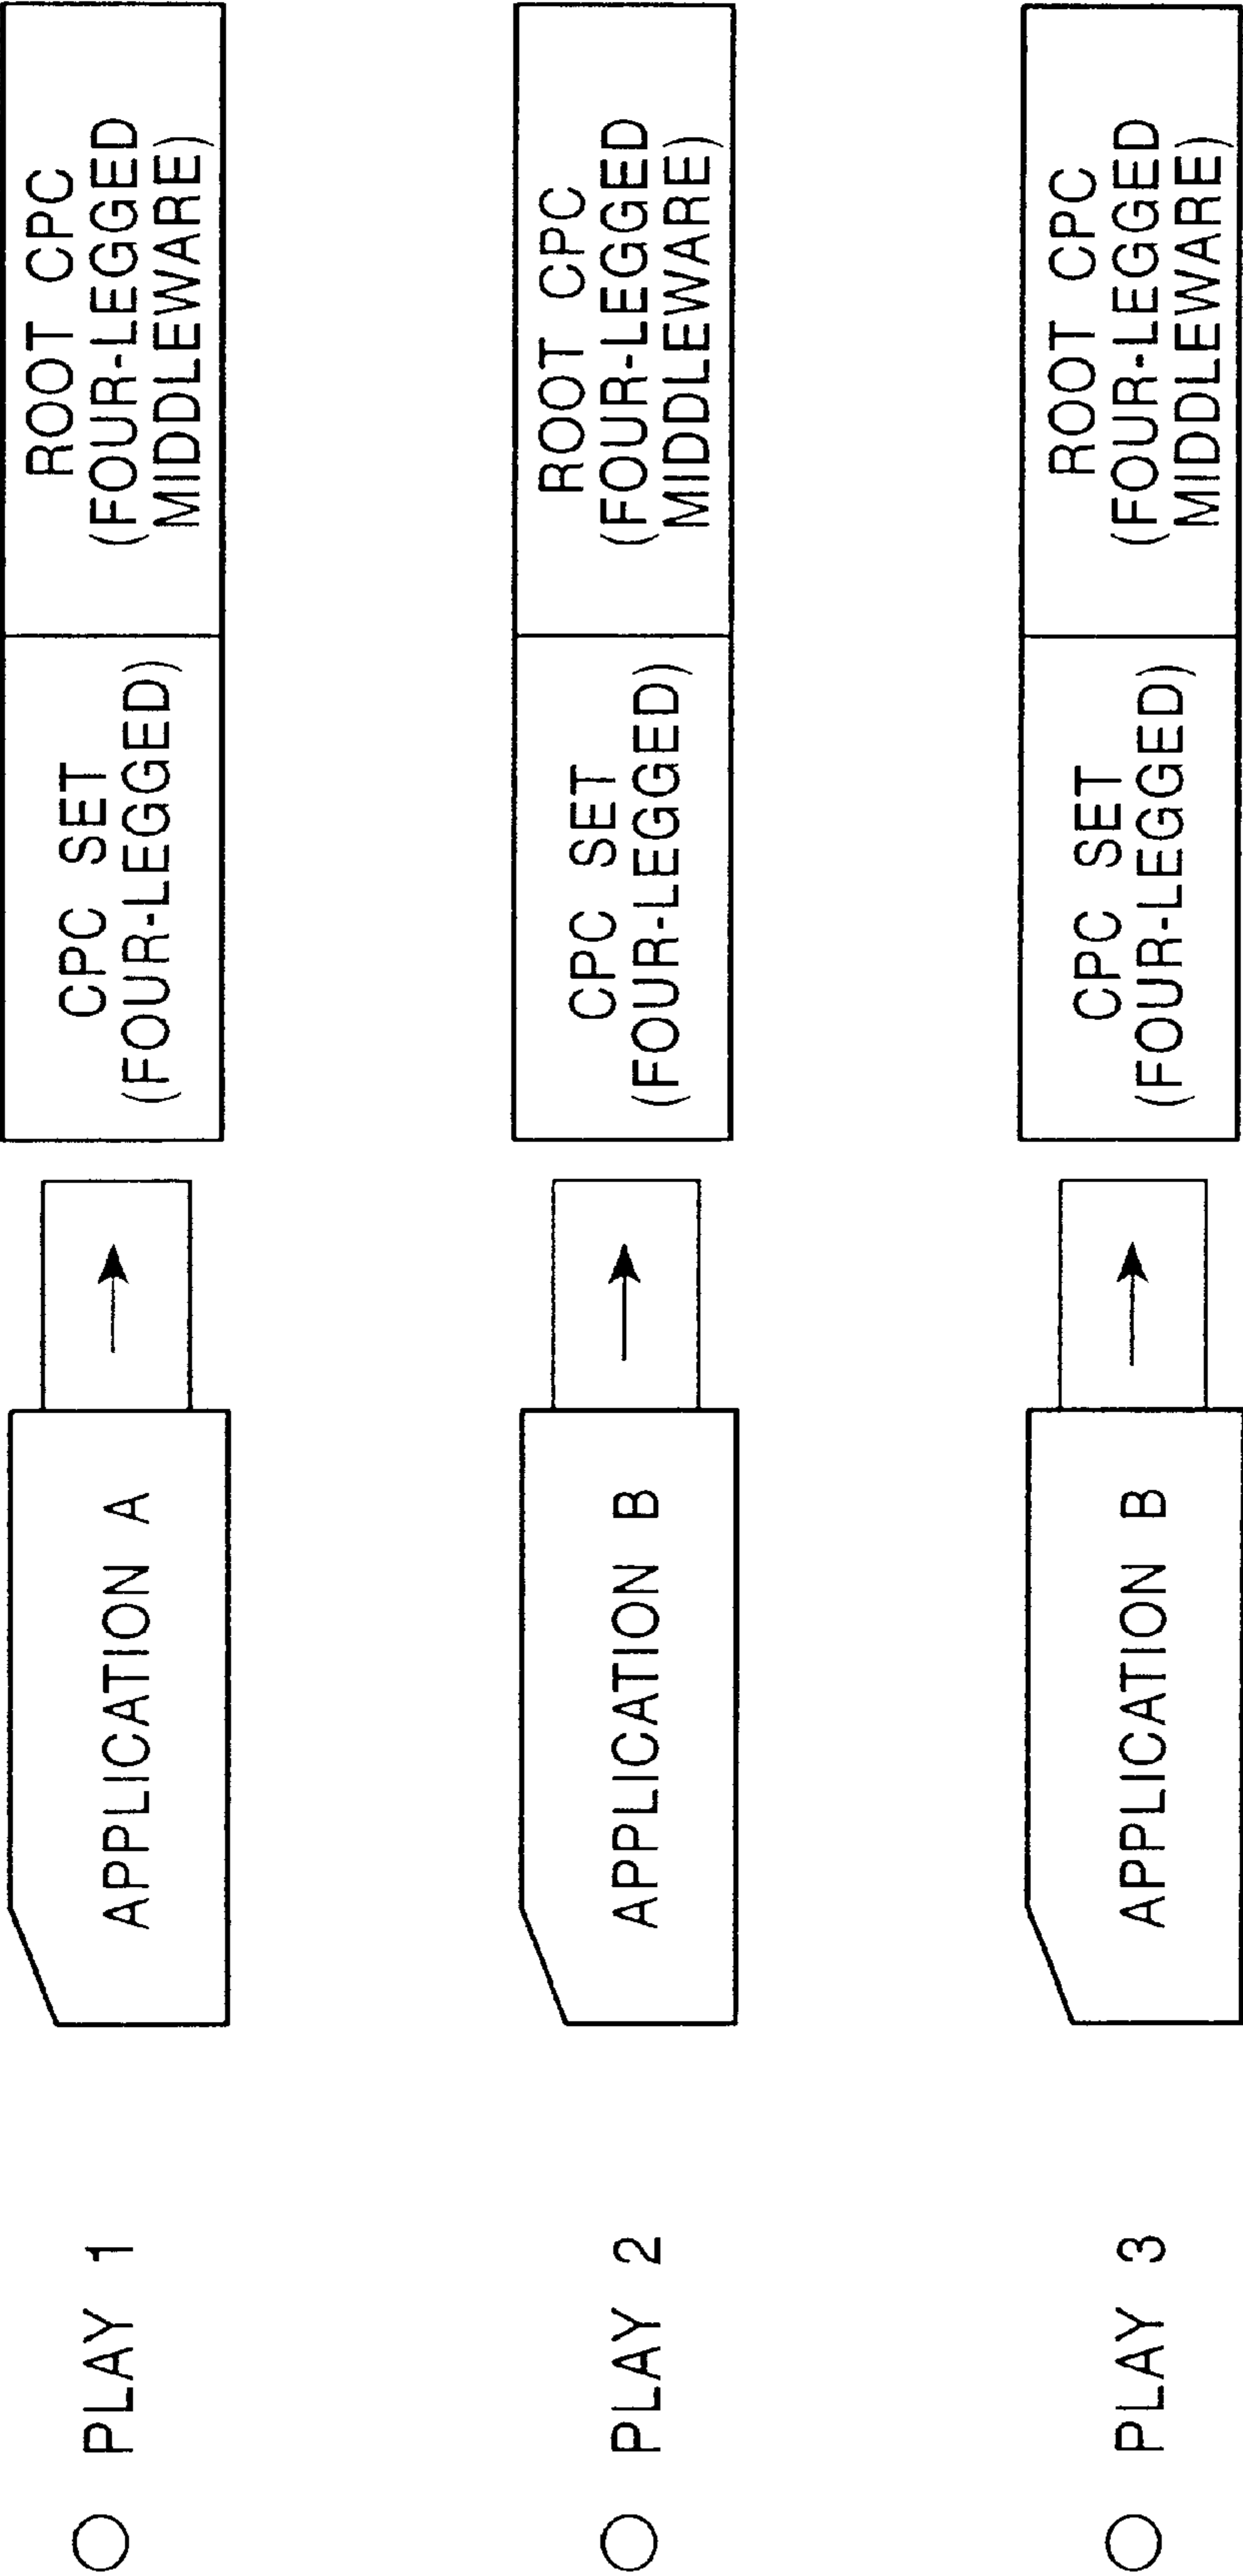 PLAY 1
APPLICATION A
CPC SET
(FOUR-LEGGED)
ROOT CPC
(FOUR-LEGGED
MIDDLEWARE)
PLAY 2
APPLICATION B
CPC SET
(FOUR-LEGGED)
ROOT CPC
(FOUR-LEGGED
MIDDLEWARE)
PLAY 3
APPLICATION B
CPC SET
(FOUR-LEGGED)
ROOT CPC
(FOUR-LEGGED
MIDDLEWARE)